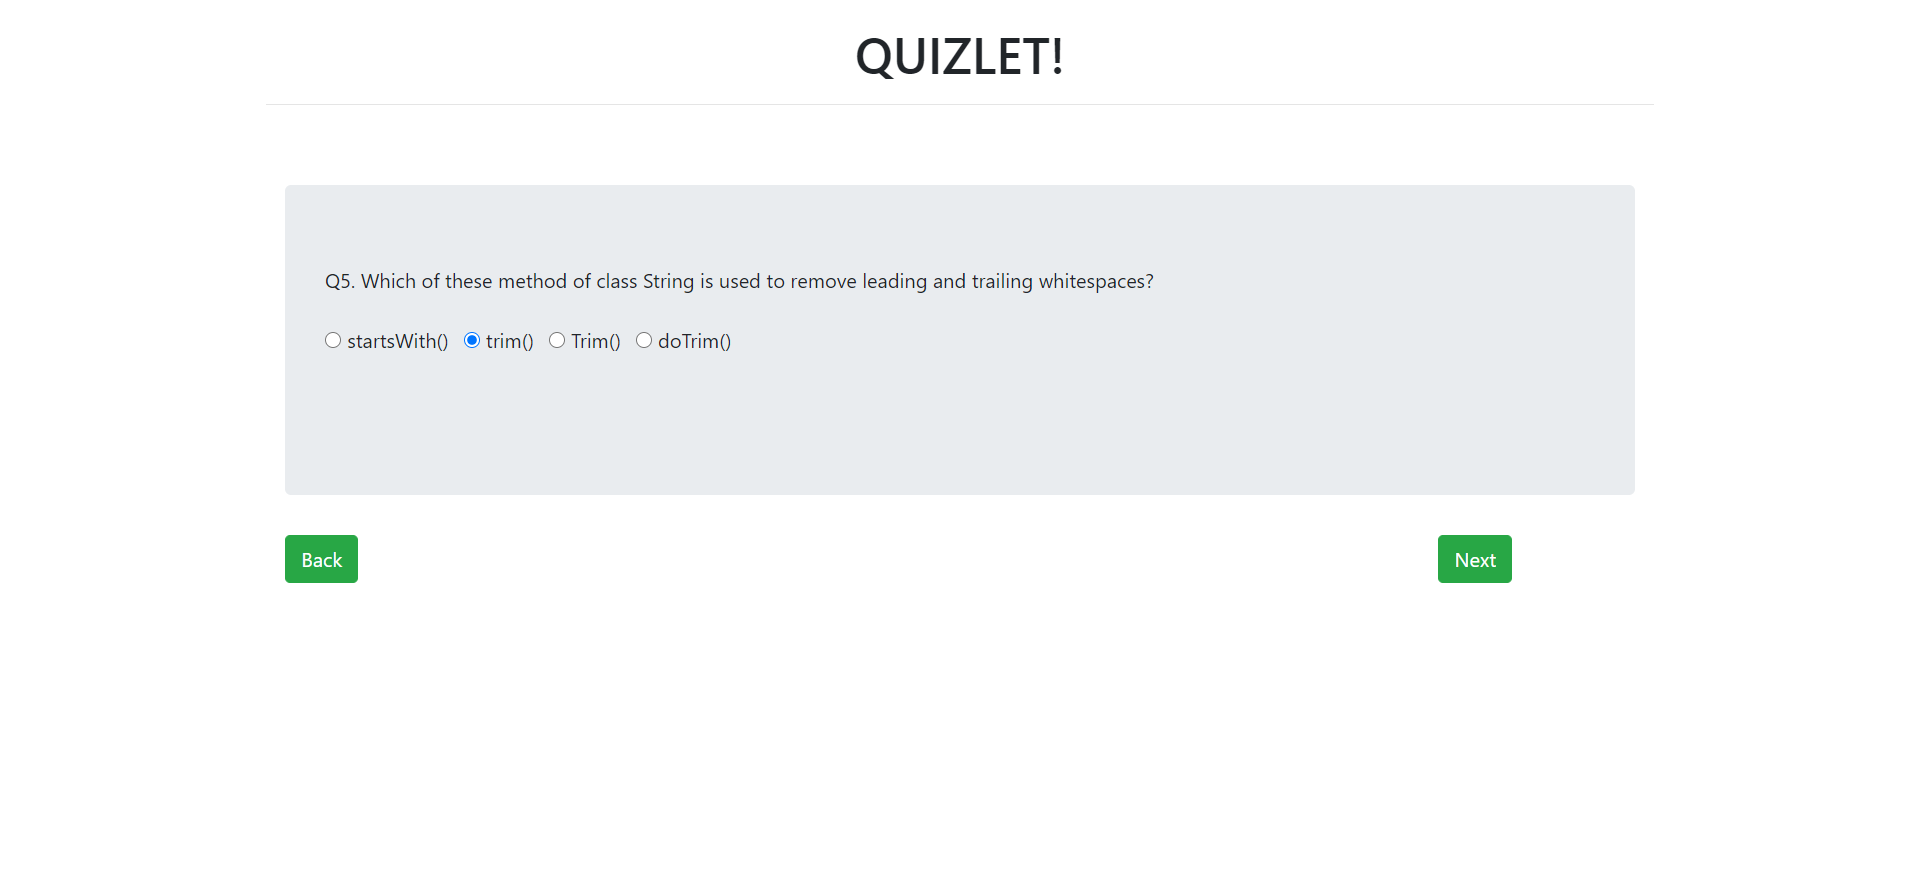 QUIZLET!
Q5. Which of these method of class String is used to remove leading and trailing whitespaces?
startsWith() trim() Trim() doTrim()
Back Next